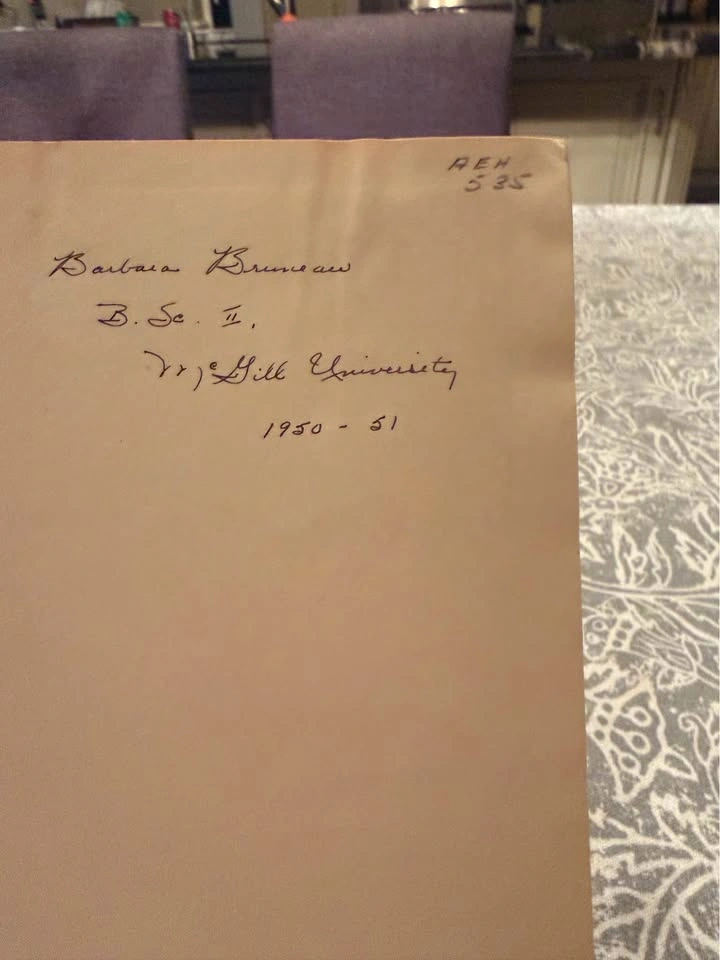 AEH
535
Barbara Bruneau
B. Sc. II.
McGill University
1950 - 51